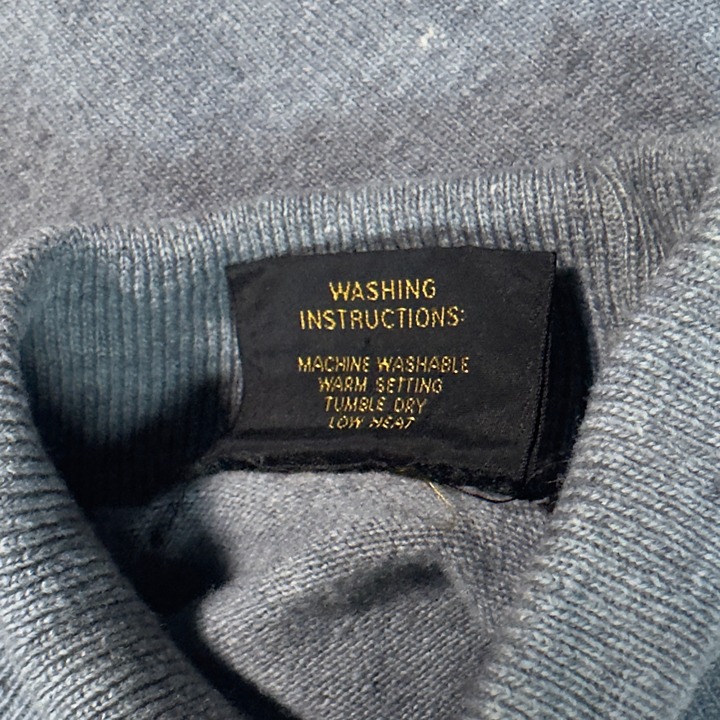 WASHING
INSTRUCTIONS:
MACHINE WASHABLE
WARM SETTING
TUMBLE DRY
LOW HEAT